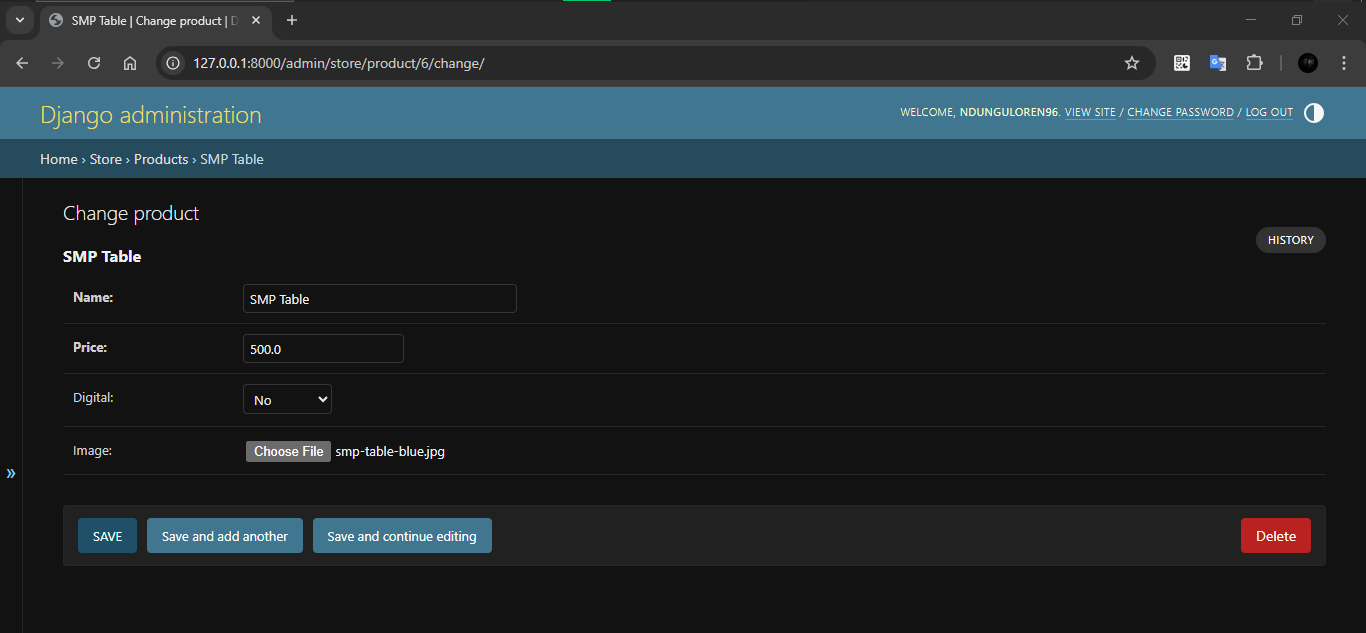 SMP Table | Change product | D
127.0.0.1:8000/admin/store/product/6/change/
Django administration
WELCOME, NDUNGULOREN96. VIEW SITE / CHANGE PASSWORD / LOG OUT
Home › Store › Products › SMP Table
Change product
HISTORY
SMP Table
Name: SMP Table
Price: 500.0
Digital: No
Image: Choose File smp-table-blue.jpg
»
SAVE Save and add another Save and continue editing Delete